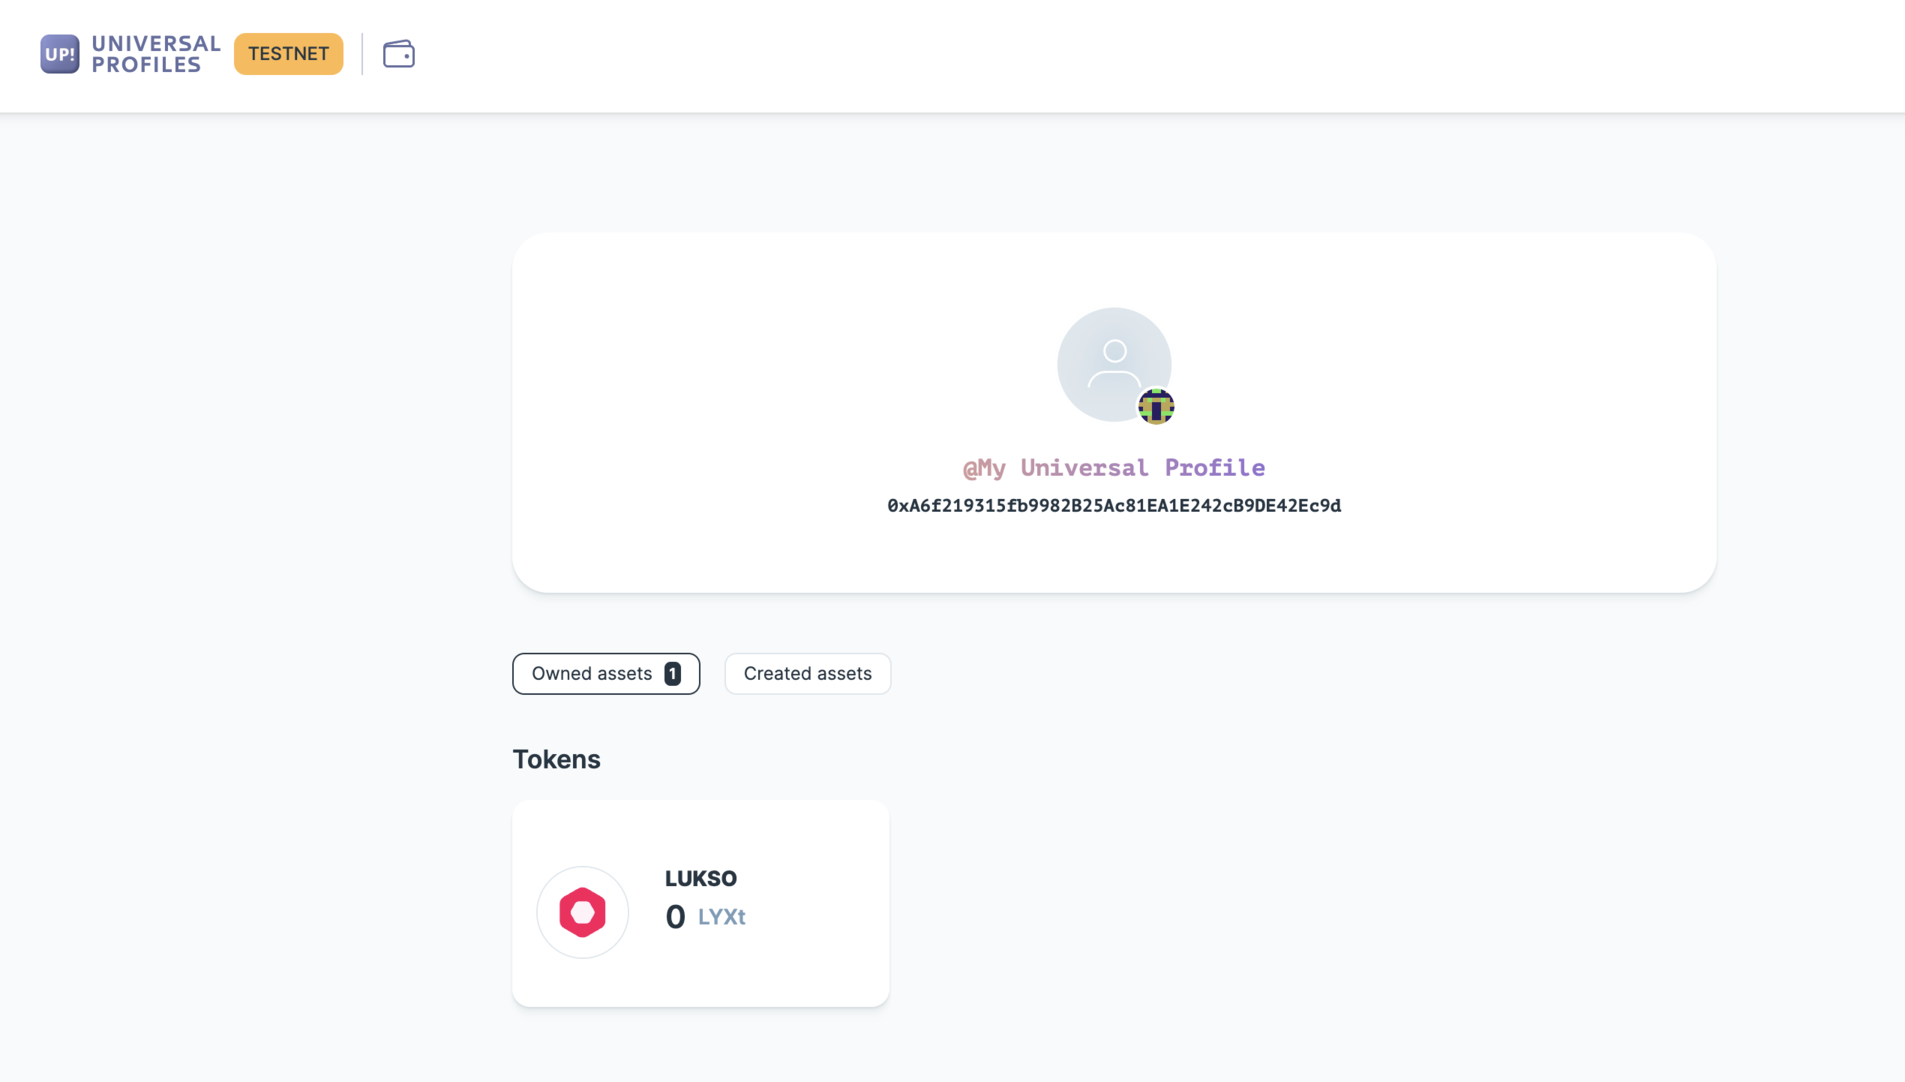 UP!
UNIVERSAL
PROFILES
TESTNET
@My Universal Profile
0xA6f219315fb9982B25Ac81EA1E242cB9DE42Ec9d
Owned assets 1
Created assets
Tokens
LUKSO
0 LYXt